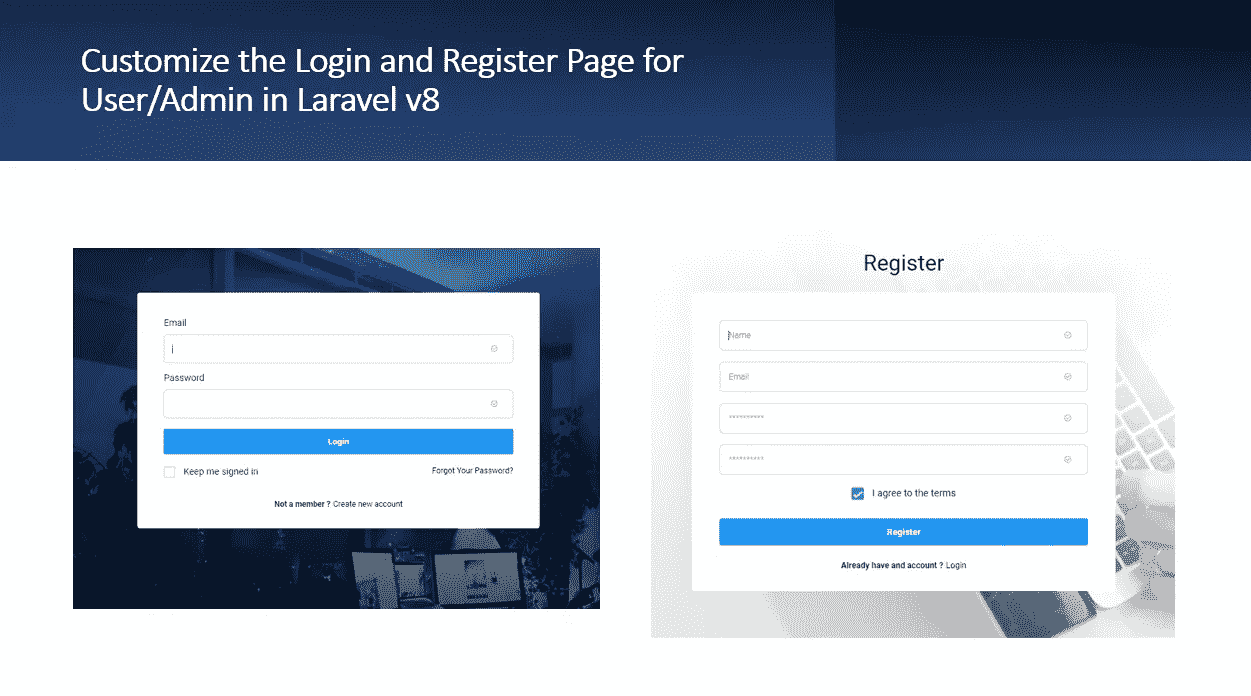 Customize the Login and Register Page for
User/Admin in Laravel v8
Email
Password
Login
Keep me signed in
Forgot Your Password?
Not a member ? Create new account
Register
Name
Email
**********
**********
I agree to the terms
Register
Already have and account ? Login